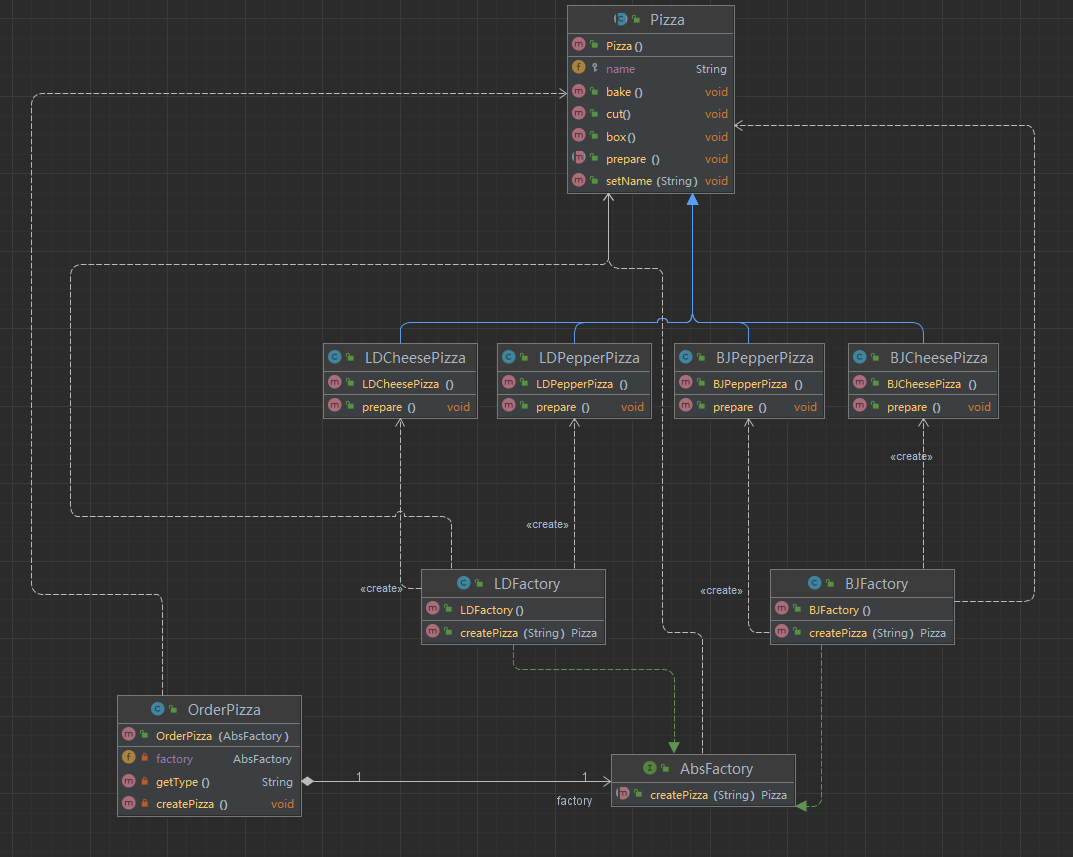 Pizza
Pizza ()
name String
bake () void
cut() void
box() void
prepare () void
setName (String) void
LDCheesePizza
LDCheesePizza ()
prepare () void
LDPepperPizza
LDPepperPizza ()
prepare () void
BJPepperPizza
BJPepperPizza ()
prepare () void
BJCheesePizza
BJCheesePizza ()
prepare () void
«create»
«create»
«create»
«create»
LDFactory
LDFactory ()
createPizza (String) Pizza
BJFactory
BJFactory ()
createPizza (String) Pizza
OrderPizza
OrderPizza (AbsFactory)
factory AbsFactory
getType () String
createPizza () void
1
1
factory
AbsFactory
createPizza (String) Pizza